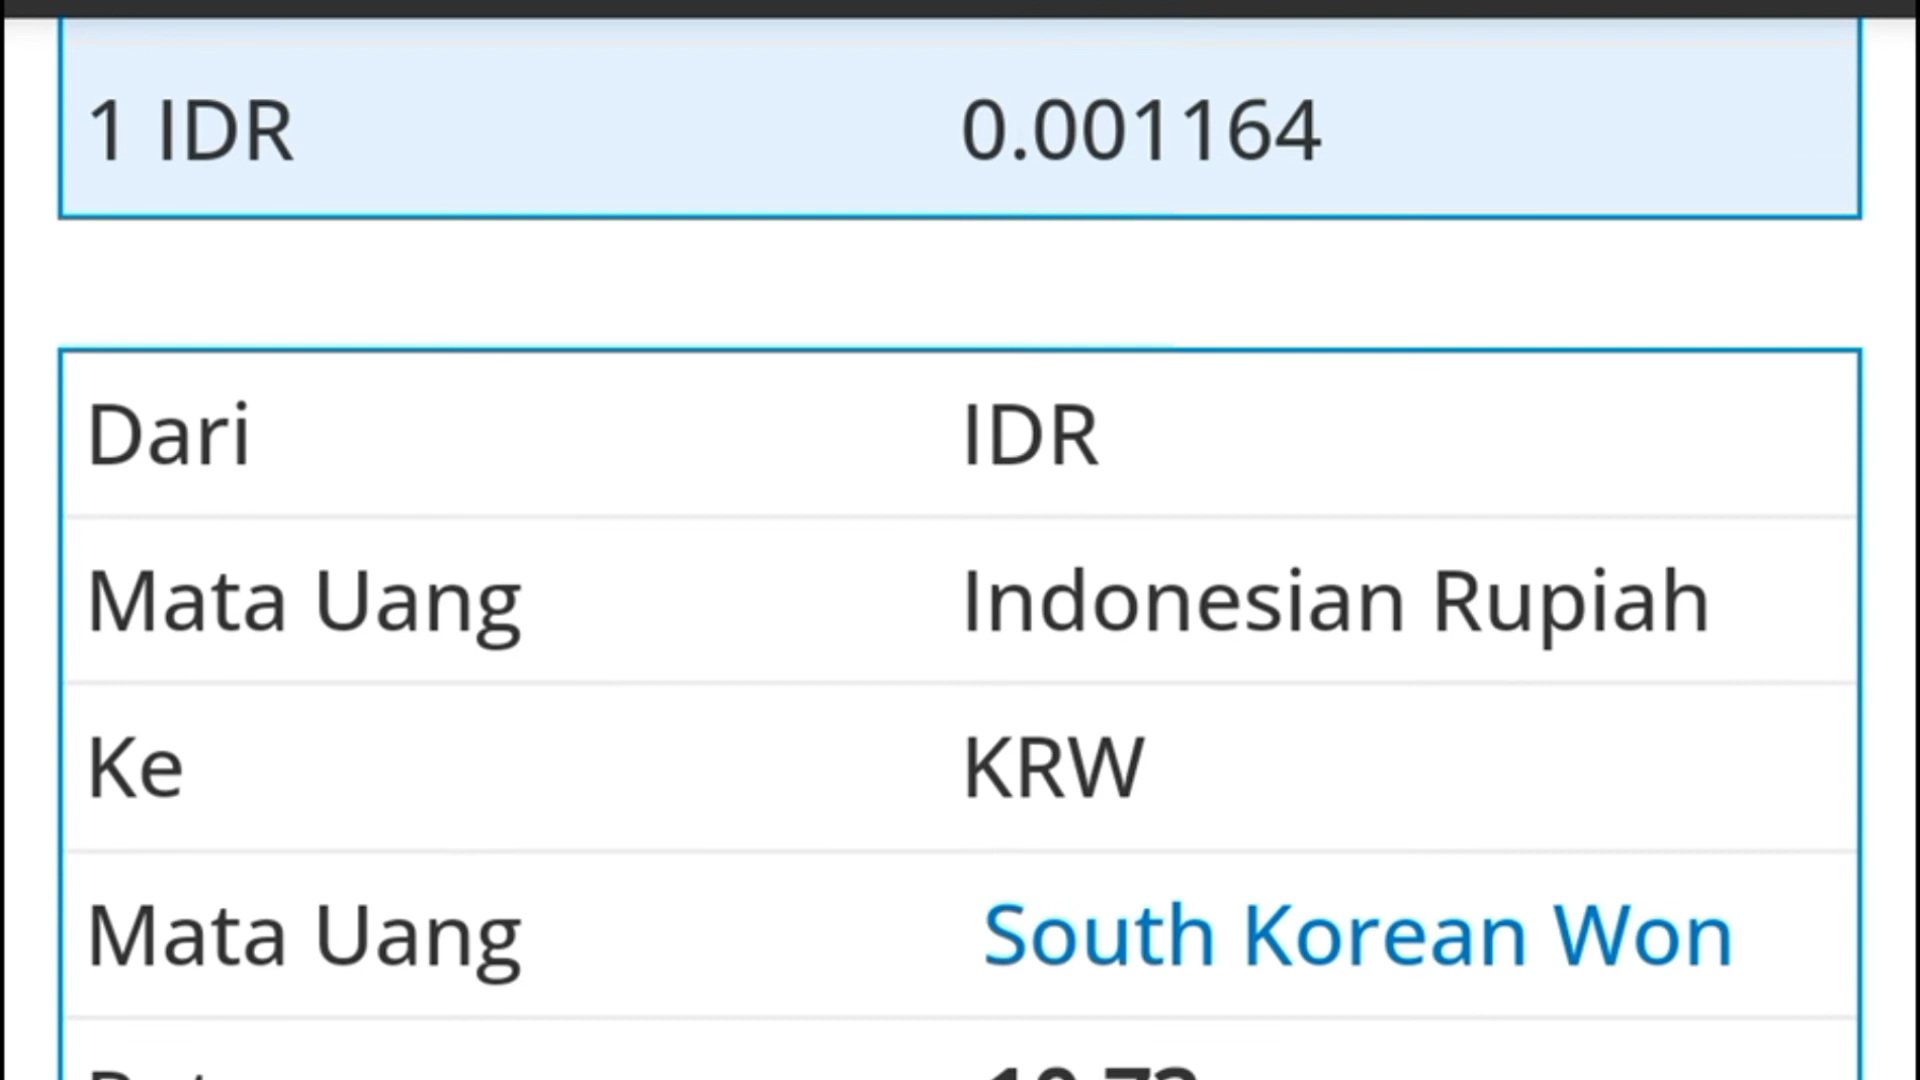 1 IDR 0.001164
Dari IDR
Mata Uang Indonesian Rupiah
Ke KRW
Mata Uang South Korean Won